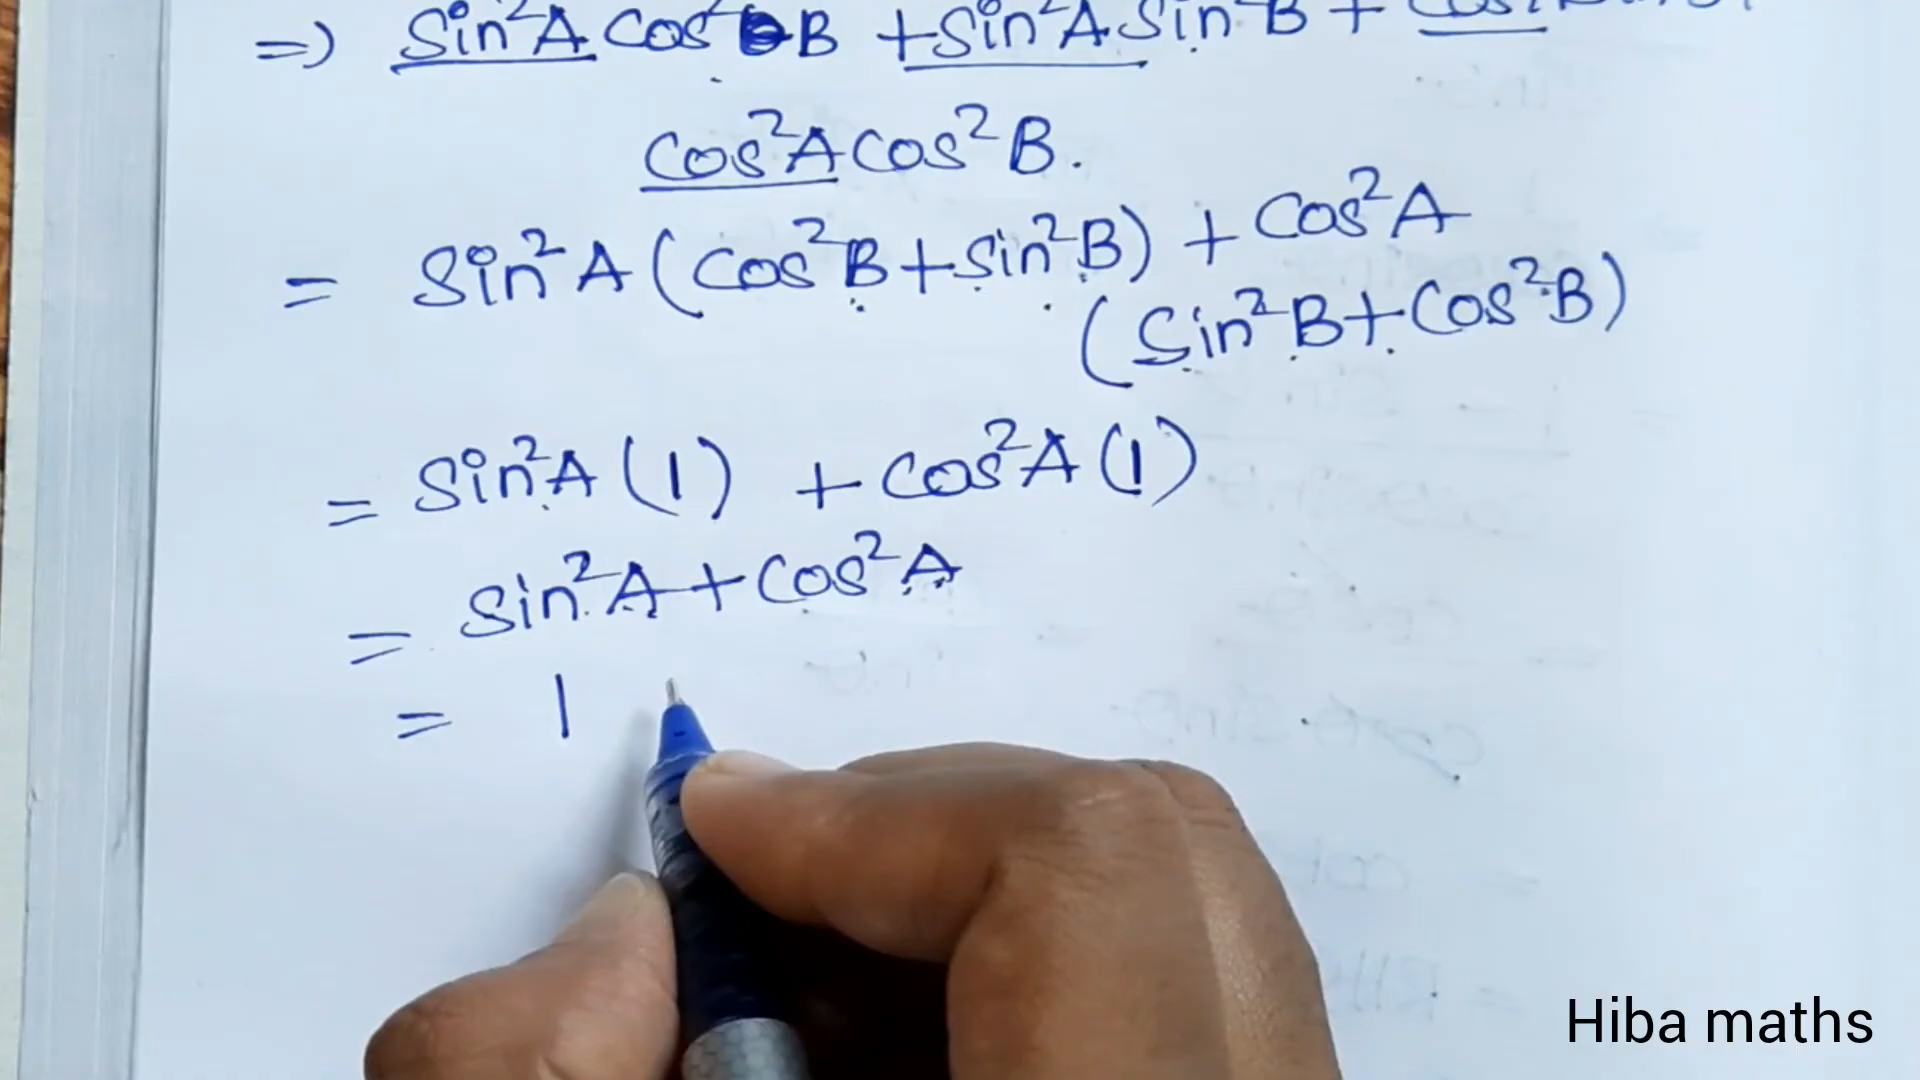 =) Sin²A Cos²B + Sin²A Sin²B +
Cos²A Cos²B.
= Sin²A (Cos²B + Sin²B) + Cos²A
(Sin²B + Cos²B)
= Sin²A (1) + Cos²A (1)
= Sin²A + Cos²A
= 1
Hiba maths